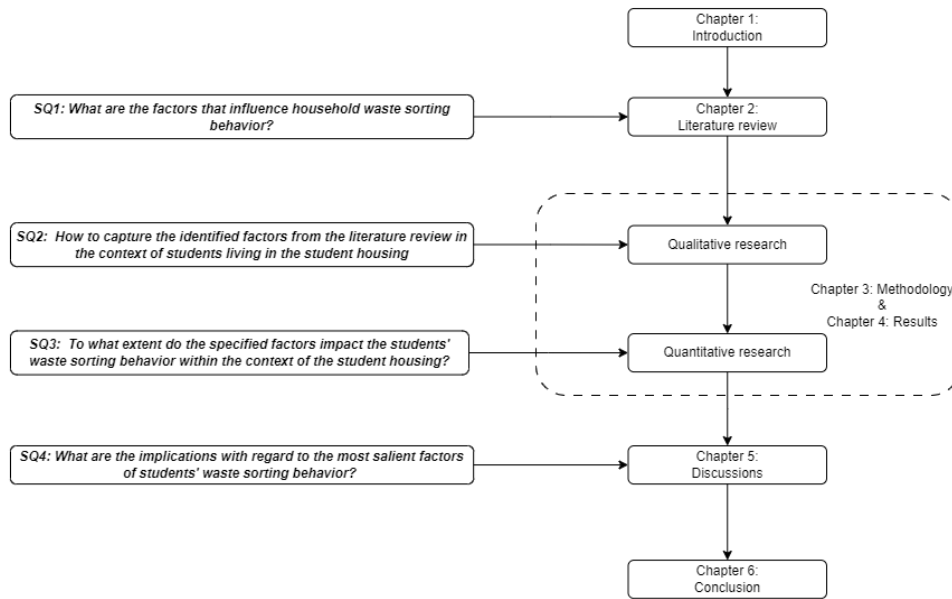 Chapter 1:
Introduction
SQ1: What are the factors that influence household waste sorting
behavior?
Chapter 2:
Literature review
SQ2: How to capture the identified factors from the literature review in
the context of students living in the student housing
Qualitative research
Chapter 3: Methodology
&
Chapter 4: Results
SQ3: To what extent do the specified factors impact the students'
waste sorting behavior within the context of the student housing?
Quantitative research
SQ4: What are the implications with regard to the most salient factors
of students' waste sorting behavior?
Chapter 5:
Discussions
Chapter 6:
Conclusion